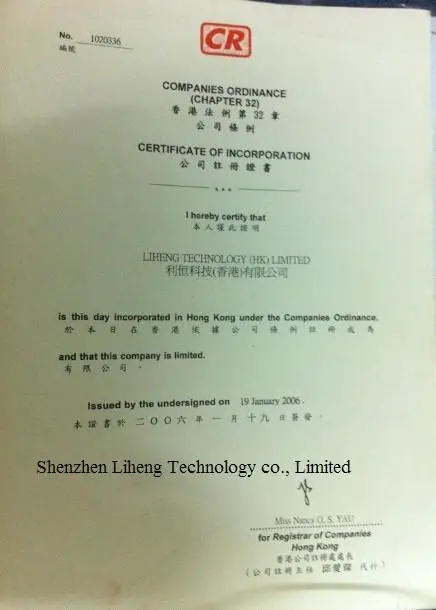 No. 1020336
編號
CR
COMPANIES ORDINANCE
(CHAPTER 32)
香港法例第32章
公司條例
CERTIFICATE OF INCORPORATION
公司註冊證書
I hereby certify that
本人謹此證明
LIHENG TECHNOLOGY (HK) LIMITED
利恒科技(香港)有限公司
is this day incorporated in Hong Kong under the Companies Ordinance,
於本日在香港依據公司條例註冊成為
and that this company is limited.
有限公司。
Issued by the undersigned on 19 January 2006.
本證書於二〇〇六年一月十九日簽發。
Shenzhen Liheng Technology co., Limited
Miss Nancy O. S. YAU
for Registrar of Companies
Hong Kong
香港公司註冊處處長
(公司註冊主任 邱愛琛 代行)